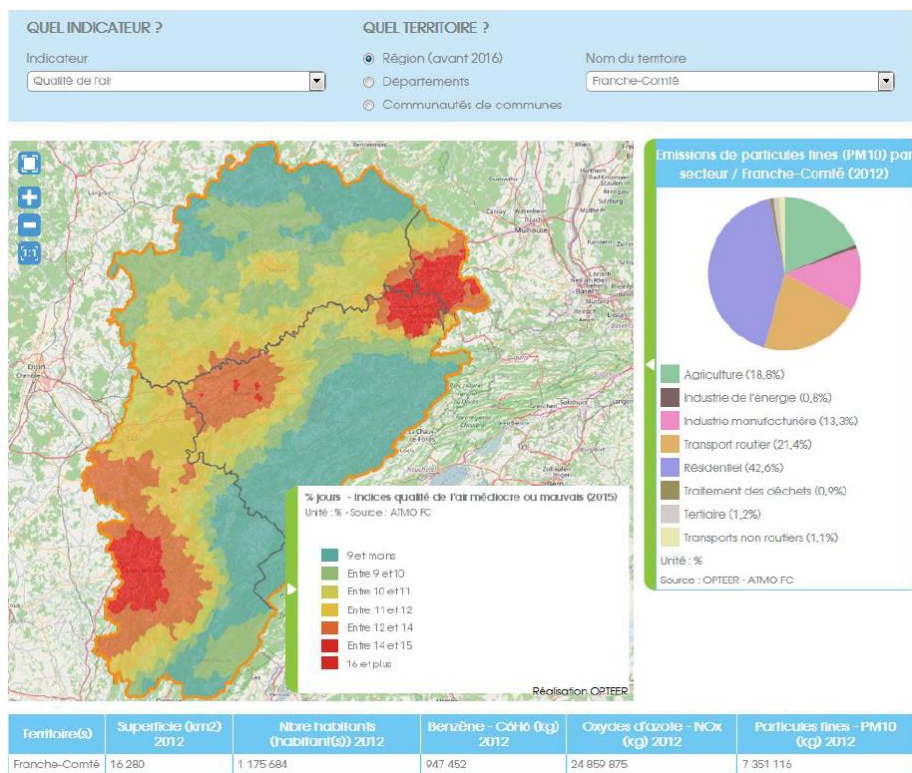 QUEL INDICATEUR ?
Indicateur
Qualité de l'air
QUEL TERRITOIRE ?
Région (avant 2016)
Départements
Communautés de communes
Nom du territoire
Franche-Comté
1:1
Dijon
Mulhouse
Emissions de particules fines (PM10) par
secteur / Franche-Comté (2012)
Agriculture (18,8%)
Industrie de l'énergie (0,8%)
Industrie manufacturière (13,3%)
Transport routier (21,4%)
Résidentiel (42,6%)
Traitement des déchets (0,9%)
Tertiaire (1,2%)
Transports non routiers (1,1%)
Unité : %
Source : OPTEER - ATMO FC
% jours - Indices qualité de l'air médiocre ou mauvais (2015)
Unité : % - Source : ATMO FC
9 et moins
Entre 9 et 10
Entre 10 et 11
Entre 11 et 12
Entre 12 et 14
Entre 14 et 15
16 et plus
Réalisation OPTEER
Territoire(s) Superficie (km2) 2012 Nbre habitants (habitant(s)) 2012 Benzène - C6H6 (kg) 2012 Oxydes d'azote - NOx (kg) 2012 Particules fines - PM10 (kg) 2012
Franche-Comté 16 280 1 175 684 947 452 24 859 875 7 351 116